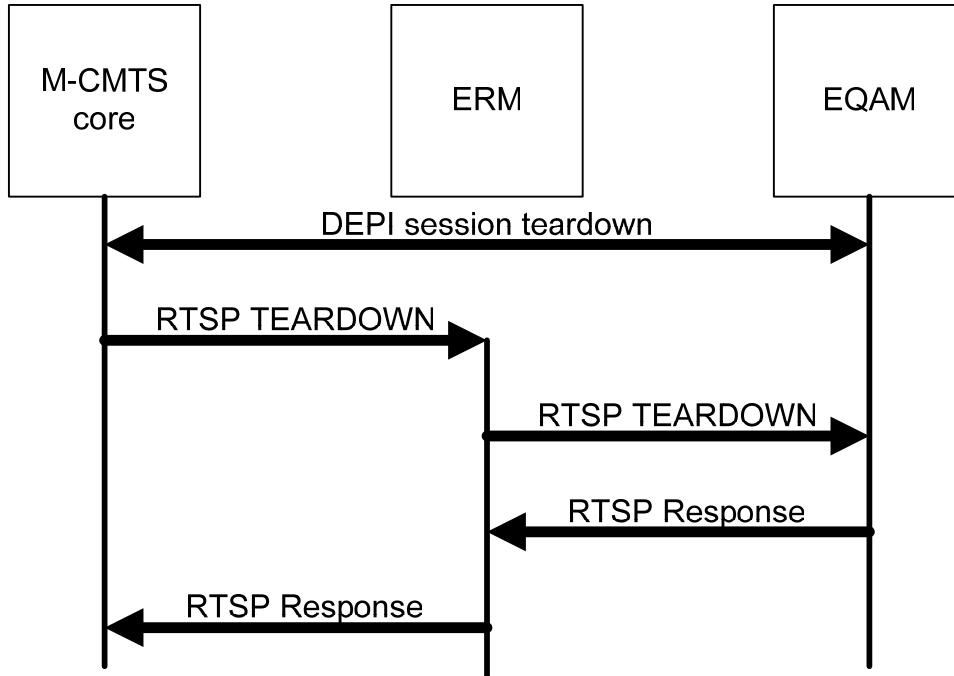 M-CMTS
core
ERM
EQAM
DEPI session teardown
RTSP TEARDOWN
RTSP TEARDOWN
RTSP Response
RTSP Response